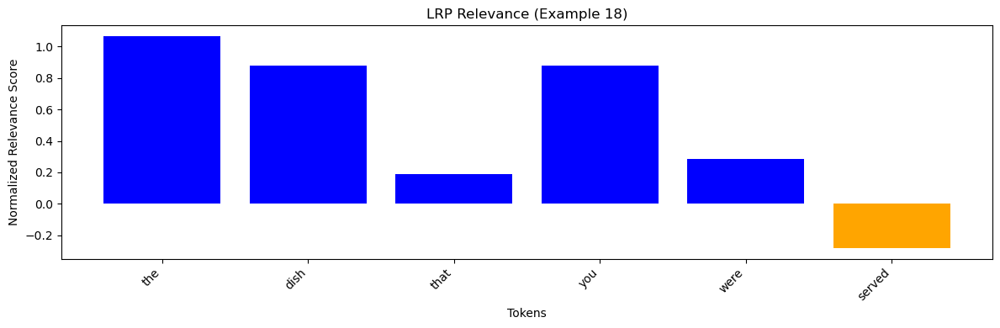 LRP Relevance (Example 18)
Normalized Relevance Score
1.0
0.8
0.6
0.4
0.2
0.0
−0.2
the
dish
that
you
were
served
Tokens